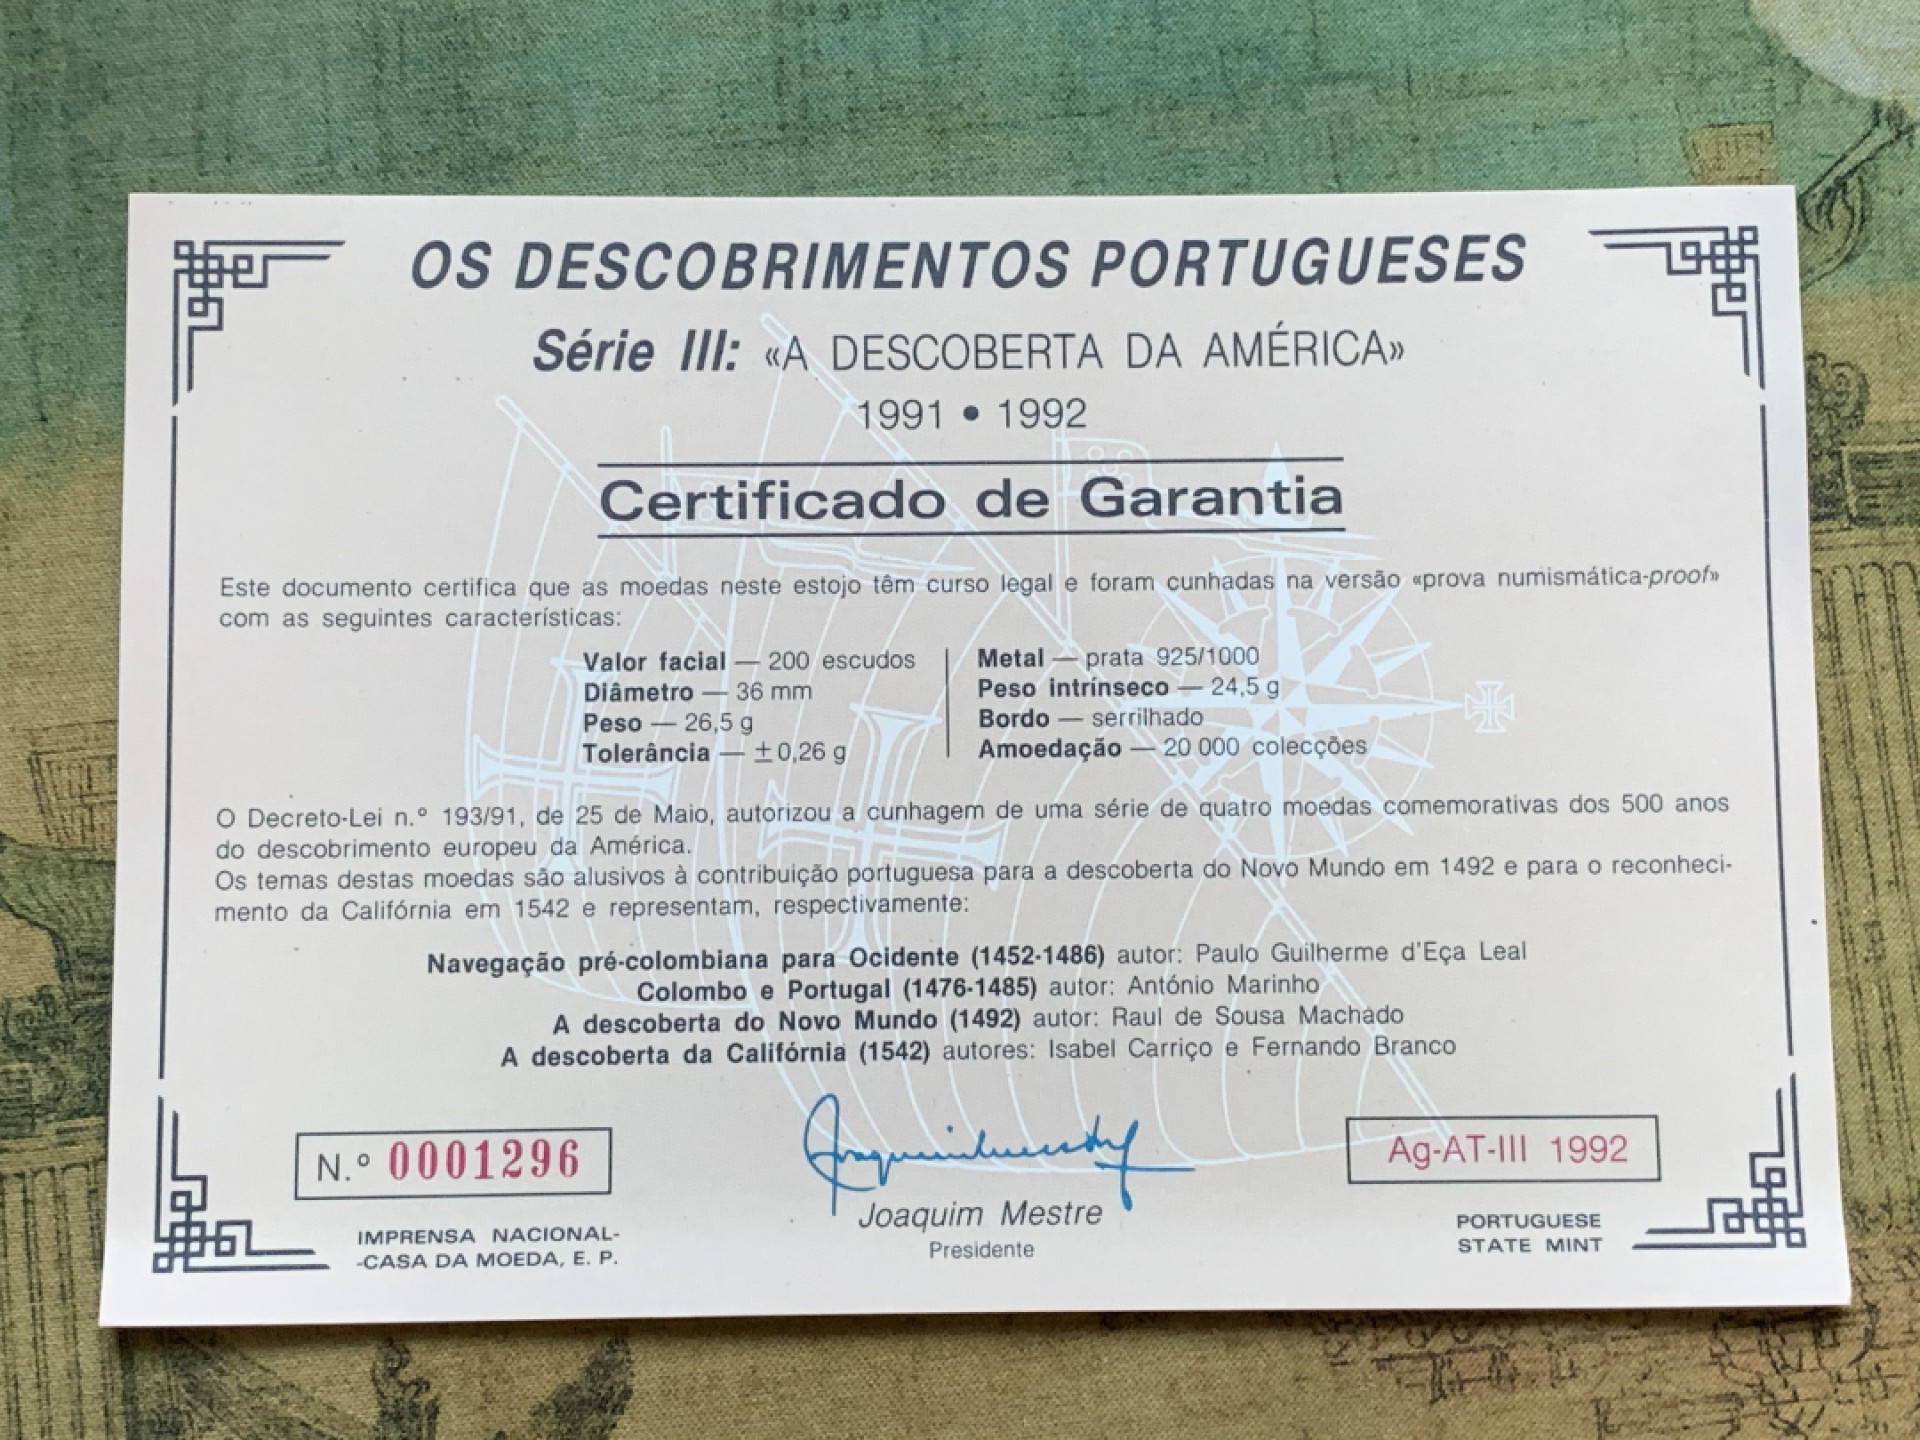 OS DESCOBRIMENTOS PORTUGUESES
Série III: «A DESCOBERTA DA AMÉRICA»
1991 • 1992
Certificado de Garantia
Este documento certifica que as moedas neste estojo têm curso legal e foram cunhadas na versão «prova numismática-proof»
com as seguintes características:
Valor facial — 200 escudos
Diâmetro — 36 mm
Peso — 26,5 g
Tolerância — ±0,26 g
Metal — prata 925/1000
Peso intrínseco — 24,5 g
Bordo — serrilhado
Amoedação — 20 000 colecções
O Decreto-Lei n.º 193/91, de 25 de Maio, autorizou a cunhagem de uma série de quatro moedas comemorativas dos 500 anos
do descobrimento europeu da América.
Os temas destas moedas são alusivos à contribuição portuguesa para a descoberta do Novo Mundo em 1492 e para o reconheci-
mento da Califórnia em 1542 e representam, respectivamente:
Navegação pré-colombiana para Ocidente (1452-1486) autor: Paulo Guilherme d'Eça Leal
Colombo e Portugal (1476-1485) autor: António Marinho
A descoberta do Novo Mundo (1492) autor: Raul de Sousa Machado
A descoberta da Califórnia (1542) autores: Isabel Carriço e Fernando Branco
N.º 0001296
IMPRENSA NACIONAL-
-CASA DA MOEDA, E. P.
Joaquim Mestre
Presidente
Ag-AT-III 1992
PORTUGUESE
STATE MINT